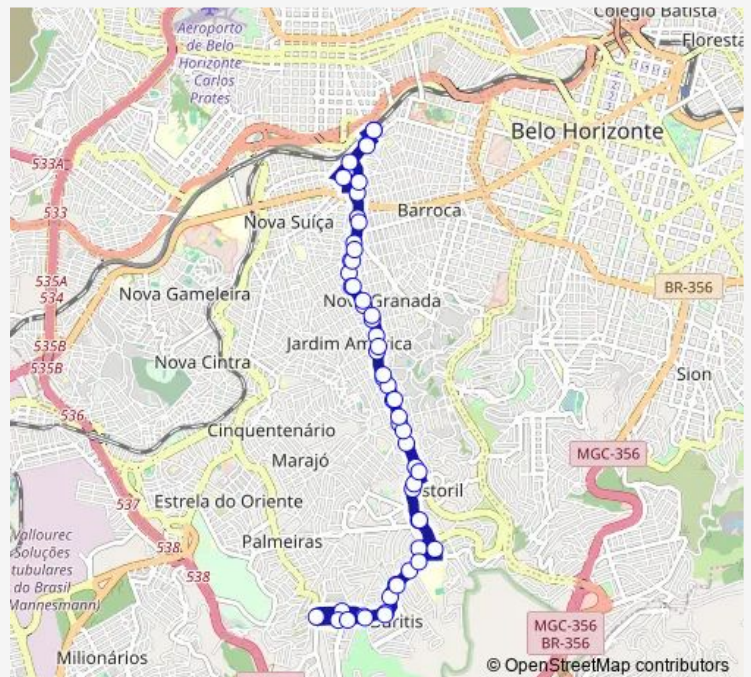 Colégio Batista
Aeroporto
de Belo
Horizonte
- Carlos
Prates
Floresta
Belo Horizonte
533A
533
Barroca
Nova Suíça
BR-356
535A
534
Nova Gameleira
Nova Granada
Jardim América
535B
535B
Nova Cintra
Sion
536
Cinquentenário
MGC-356
Marajó
Estoril
537
Estrela do Oriente
Vallourec
Soluções
tubulares
do Brasil
(Mannesmann)
538
Palmeiras
538
Buritis
MGC-356
BR-356
Milionários
© OpenStreetMap contributors